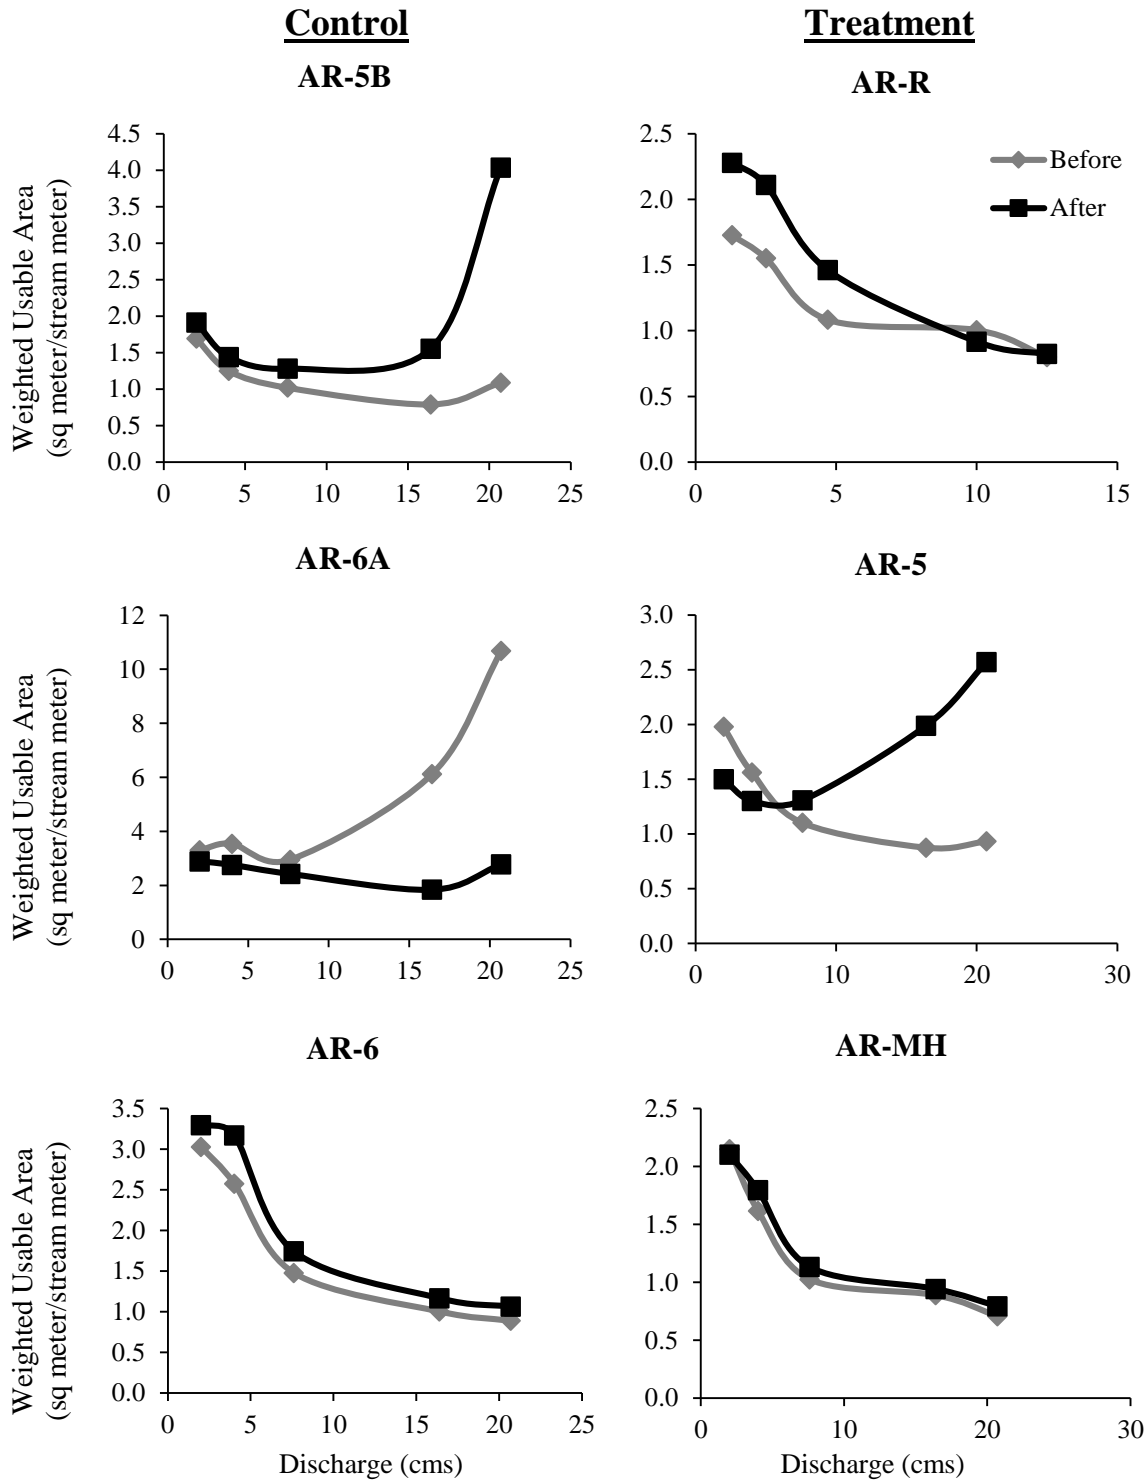 Control
Treatment
AR-5B
Weighted Usable Area
(sq meter/stream meter)
4.5
4.0
3.5
3.0
2.5
2.0
1.5
1.0
0.5
0.0
0 5 10 15 20 25
AR-R
2.5
2.0
1.5
1.0
0.5
0.0
0 5 10 15
Before
After
AR-6A
Weighted Usable Area
(sq meter/stream meter)
12
10
8
6
4
2
0
0 5 10 15 20 25
AR-5
3.0
2.5
2.0
1.5
1.0
0.5
0.0
0 10 20 30
AR-6
Weighted Usable Area
(sq meter/stream meter)
3.5
3.0
2.5
2.0
1.5
1.0
0.5
0.0
0 5 10 15 20 25
Discharge (cms)
AR-MH
2.5
2.0
1.5
1.0
0.5
0.0
0 10 20 30
Discharge (cms)